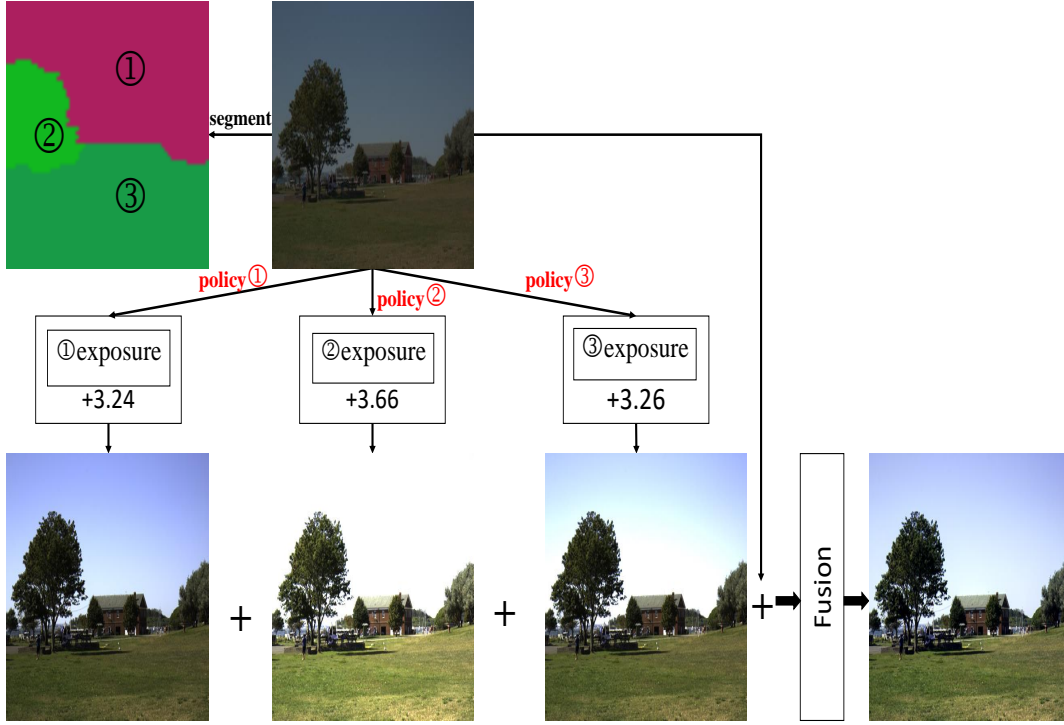 ①
②
③
segment
policy①
policy②
policy③
①exposure
+3.24
②exposure
+3.66
③exposure
+3.26
+
+
+
Fusion